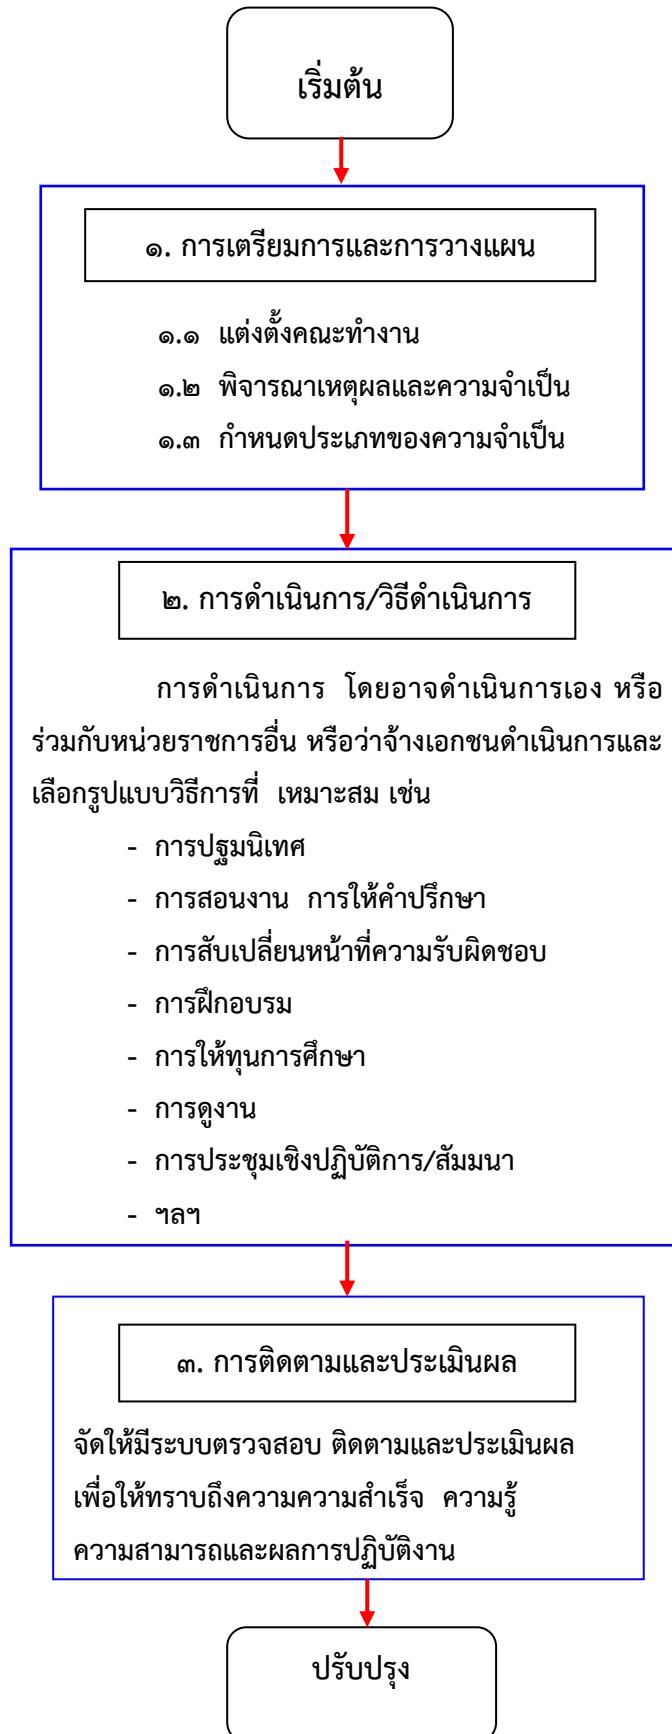 เริ่มต้น
๑. การเตรียมการและการวางแผน
๑.๑ แต่งตั้งคณะทำงาน
๑.๒ พิจารณาเหตุผลและความจำเป็น
๑.๓ กำหนดประเภทของความจำเป็น
๒. การดำเนินการ/วิธีดำเนินการ
การดำเนินการ โดยอาจดำเนินการเอง หรือ
ร่วมกับหน่วยราชการอื่น หรือว่าจ้างเอกชนดำเนินการและ
เลือกรูปแบบวิธีการที่ เหมาะสม เช่น
- การปฐมนิเทศ
- การสอนงาน การให้คำปรึกษา
- การสับเปลี่ยนหน้าที่ความรับผิดชอบ
- การฝึกอบรม
- การให้ทุนการศึกษา
- การดูงาน
- การประชุมเชิงปฏิบัติการ/สัมมนา
- ฯลฯ
๓. การติดตามและประเมินผล
จัดให้มีระบบตรวจสอบ ติดตามและประเมินผล
เพื่อให้ทราบถึงความความสำเร็จ ความรู้
ความสามารถและผลการปฏิบัติงาน
ปรับปรุง